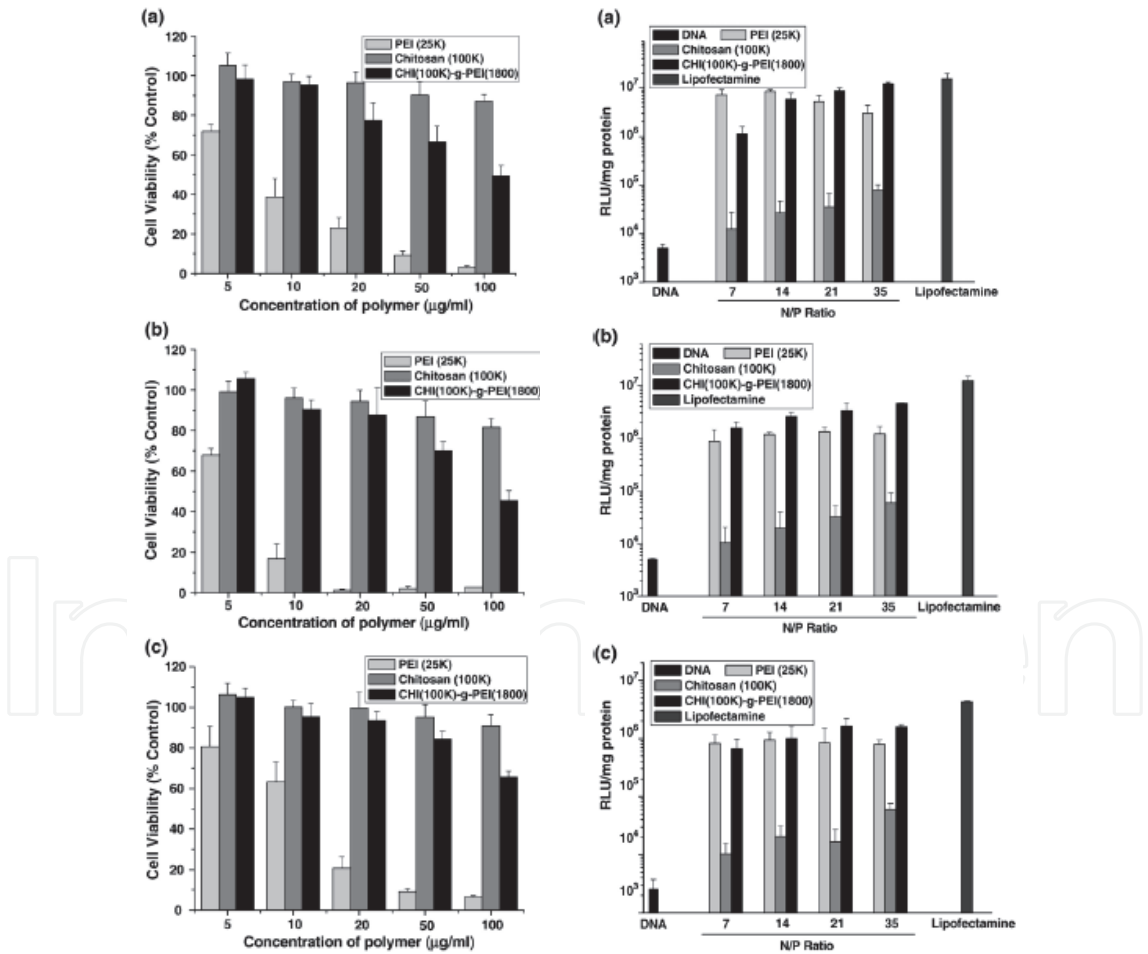 (a)
120
100
80
60
40
20
0
Cell Viability (% Control)
PEI (25K)
Chitosan (100K)
CHI(100K)-g-PEI(1800)
5 10 20 50 100
Concentration of polymer (μg/ml)
(b)
120
100
80
60
40
20
0
Cell Viability (% Control)
PEI (25K)
Chitosan (100K)
CHI(100K)-g-PEI(1800)
5 10 20 50 100
Concentration of polymer (μg/ml)
(c)
120
100
80
60
40
20
0
Cell Viability (% Control)
PEI (25K)
Chitosan (100K)
CHI(100K)-g-PEI(1800)
5 10 20 50 100
Concentration of polymer (μg/ml)
(a)
DNA PEI (25K)
Chitosan (100K)
CHI(100K)-g-PEI(1800)
Lipofectamine
10⁷
10⁶
10⁵
10⁴
10³
RLU/mg protein
DNA 7 14 21 35 Lipofectamine
N/P Ratio
(b)
DNA PEI (25K)
Chitosan (100K)
CHI(100K)-g-PEI(1800)
Lipofectamine
10⁷
10⁶
10⁵
10⁴
10³
RLU/mg protein
DNA 7 14 21 35 Lipofectamine
N/P Ratio
(c)
DNA PEI (25K)
Chitosan (100K)
CHI(100K)-g-PEI(1800)
Lipofectamine
10⁷
10⁶
10⁵
10⁴
10³
RLU/mg protein
DNA 7 14 21 35 Lipofectamine
N/P Ratio